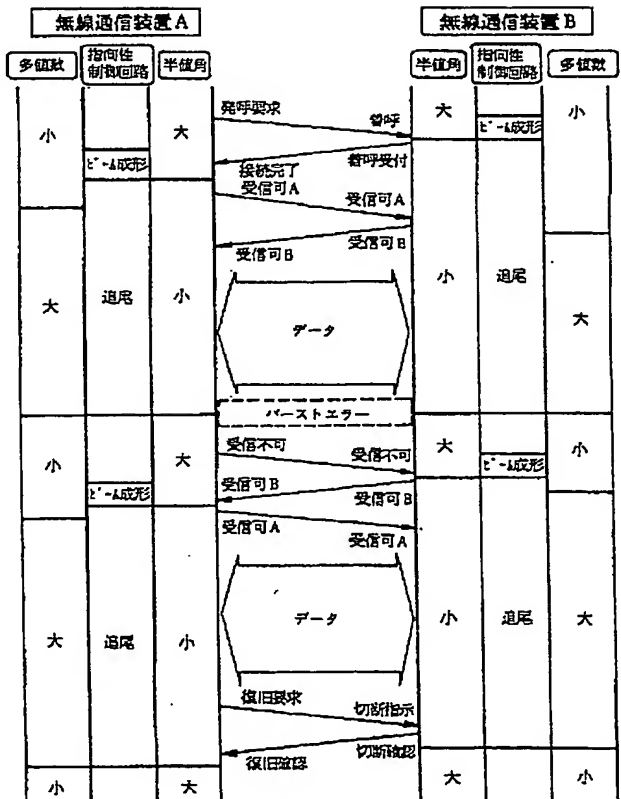 無線通信装置A
無線通信装置B
多値数
指向性
制御回路
半値角
半値角
指向性
制御回路
多値数
発呼要求
着呼
小
大
大
小
ビーム成形
ビーム成形
接続完了
着呼受付
受信可A
受信可A
受信可B
受信可B
大
追尾
小
データ
小
追尾
大
バーストエラー
受信不可
受信不可
小
大
大
小
ビーム成形
ビーム成形
受信可B
受信可B
受信可A
受信可A
大
追尾
小
データ
小
追尾
大
復旧要求
切断指示
復旧確認
切断確認
小
大
大
小